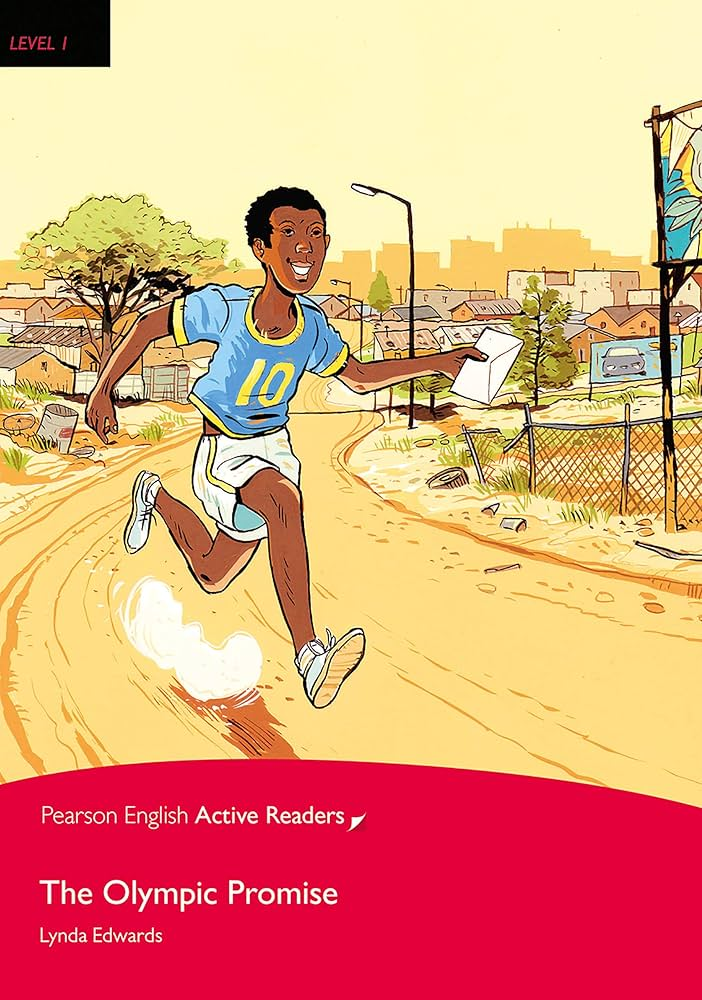 LEVEL 1
10
Pearson English Active Readers
The Olympic Promise
Lynda Edwards